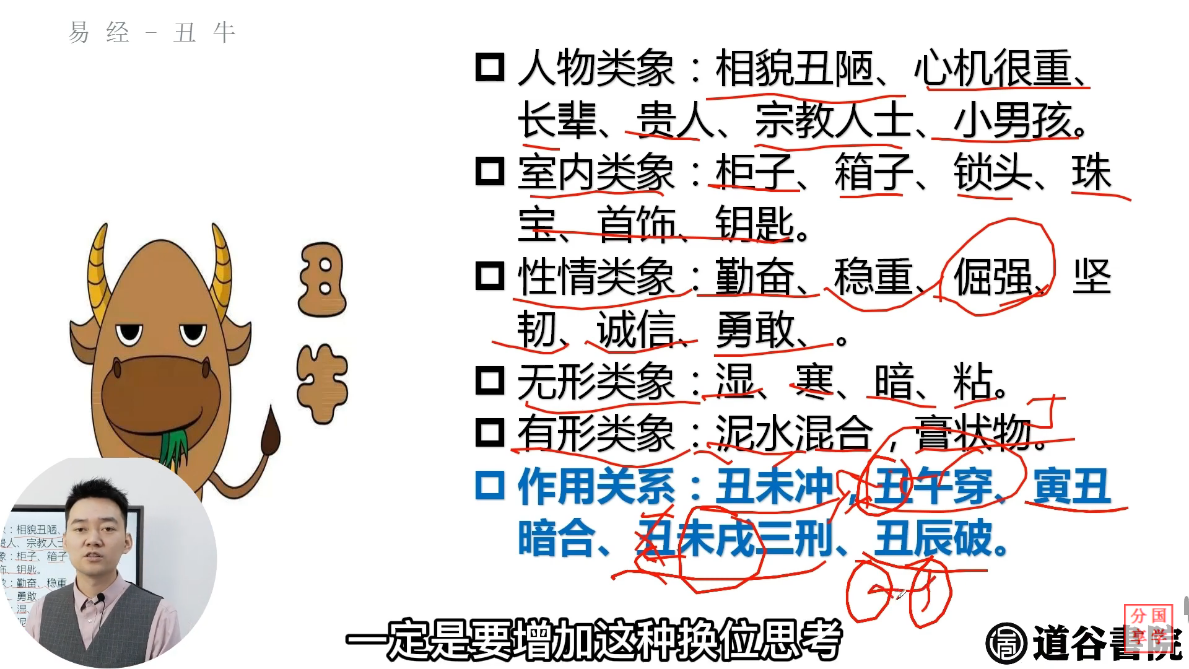 易经-丑牛
人物类象：相貌丑陋、心机很重、
长辈、贵人、宗教人士、小男孩。
室内类象：柜子、箱子、锁头、珠
宝、首饰、钥匙。
性情类象：勤奋、稳重、倔强、坚
韧、诚信、勇敢、。
无形类象：湿、寒、暗、粘。
有形类象：泥水混合，膏状物。
作用关系：丑未冲，丑午穿、寅丑
暗合、丑未戌三刑、丑辰破。
丑
牛
一定是要增加这种换位思考
分国
享学
道谷書院